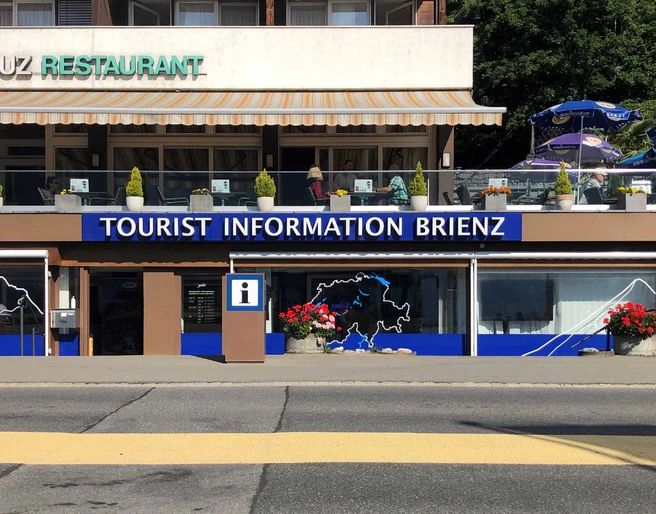 UZ RESTAURANT
TOURIST INFORMATION BRIENZ
i